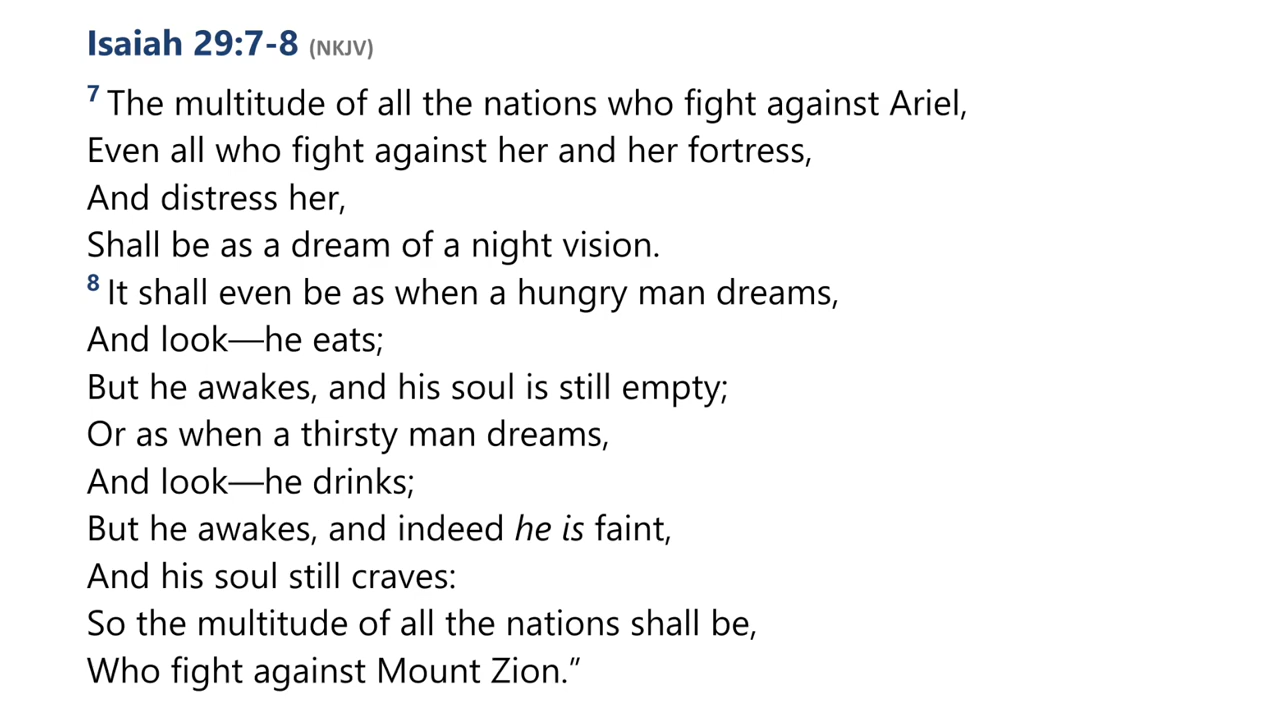 Isaiah 29:7-8 (NKJV)
7 The multitude of all the nations who fight against Ariel,
Even all who fight against her and her fortress,
And distress her,
Shall be as a dream of a night vision.
8 It shall even be as when a hungry man dreams,
And look—he eats;
But he awakes, and his soul is still empty;
Or as when a thirsty man dreams,
And look—he drinks;
But he awakes, and indeed he is faint,
And his soul still craves:
So the multitude of all the nations shall be,
Who fight against Mount Zion.”